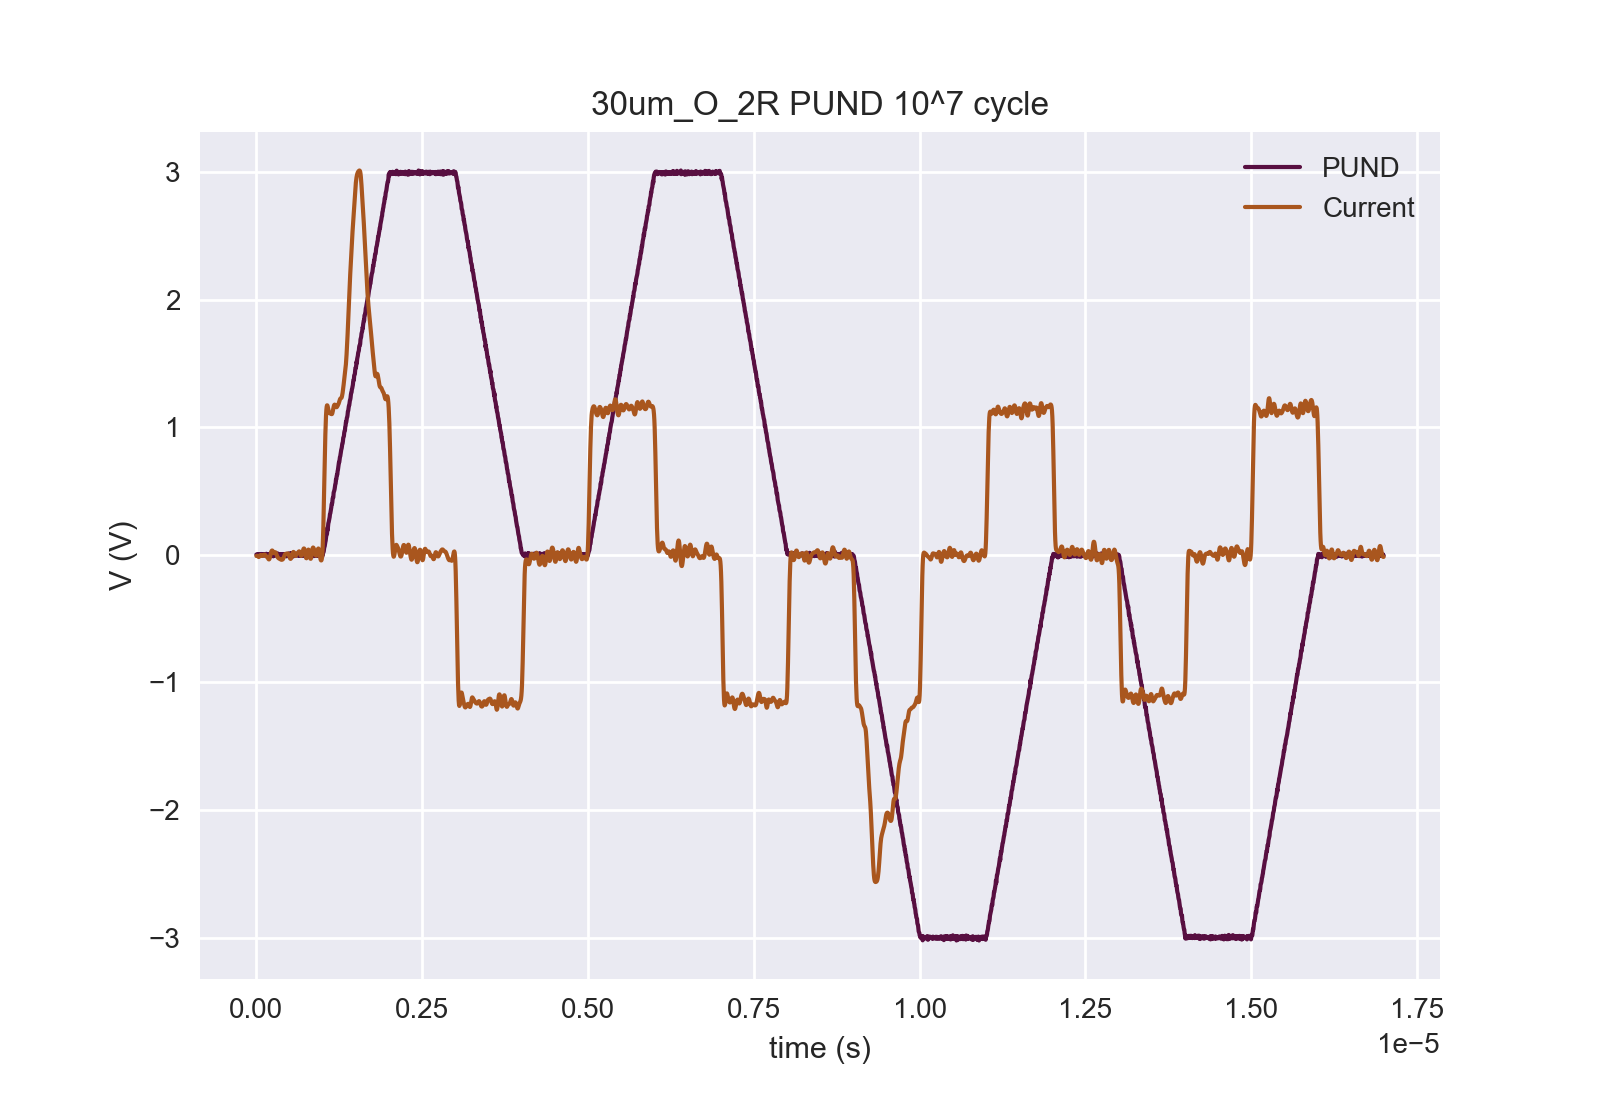 30um_O_2R PUND 10^7 cycle
PUND
Current
V (V)
3
2
1
0
−1
−2
−3
0.00 0.25 0.50 0.75 1.00 1.25 1.50 1.75
1e−5
time (s)